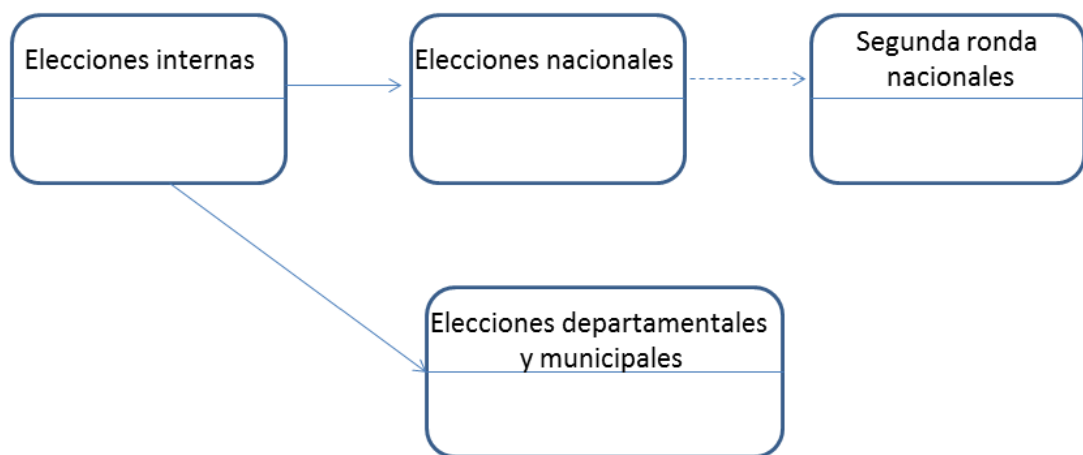 Elecciones internas
Elecciones nacionales
Segunda ronda
nacionales
Elecciones departamentales
y municipales